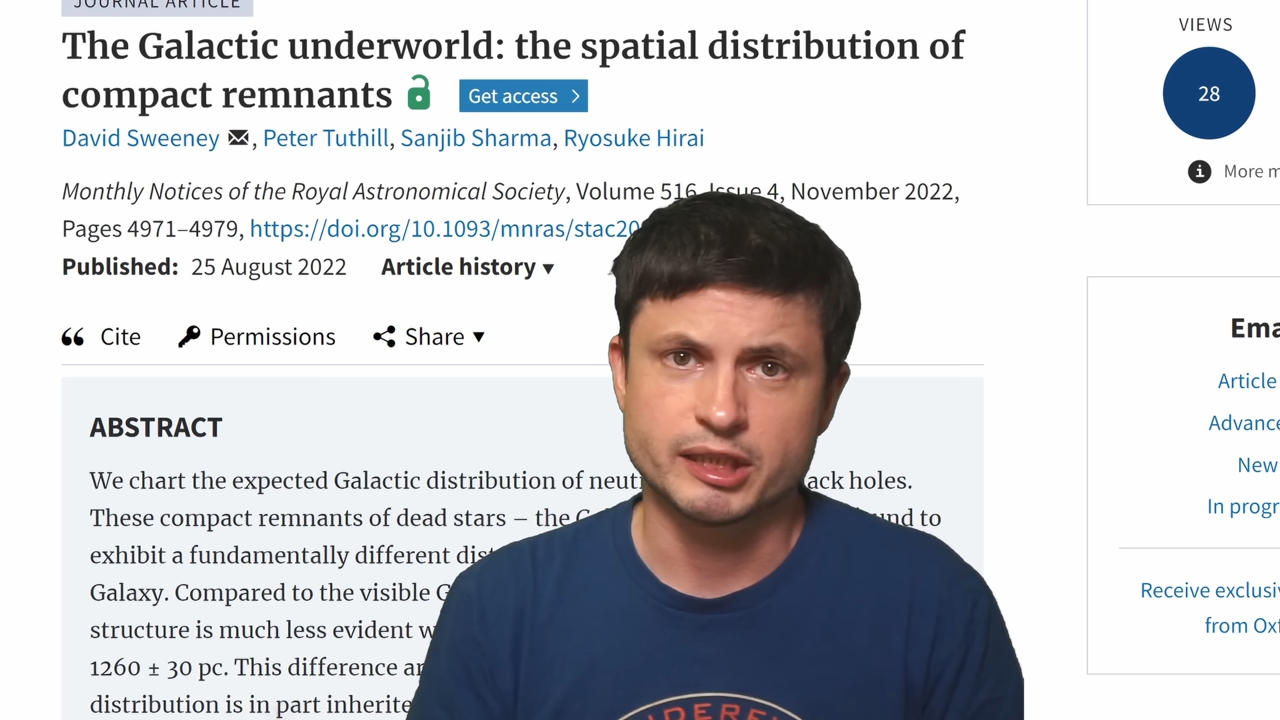 JOURNAL ARTICLE
The Galactic underworld: the spatial distribution of
compact remnants
Get access
David Sweeney, Peter Tuthill, Sanjib Sharma, Ryosuke Hirai
Monthly Notices of the Royal Astronomical Society, Volume 516, Issue 4, November 2022,
Pages 4971–4979, https://doi.org/10.1093/mnras/stac20
Published: 25 August 2022 Article history
Cite Permissions Share
ABSTRACT
We chart the expected Galactic distribution of neut ack holes.
These compact remnants of dead stars – the G und to
exhibit a fundamentally different dis
Galaxy. Compared to the visible G
structure is much less evident w
1260 ± 30 pc. This difference ar
distribution is in part inherite
VIEWS
28
More m
Ema
Article
Advance
New
In progr
Receive exclusiv
from Oxf